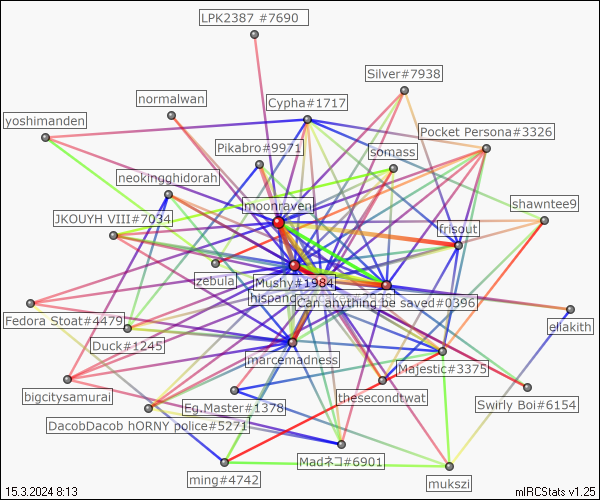 LPK2387 #7690
Silver#7938
normalwan
Cypha#1717
yoshimanden
Pocket Persona#3326
Pikabro#9971
somass
neokingghidorah
moonraven
shawntee9
JKOUYH VIII#7034
frisout
zebula
Mushy#1984
hispand
Can anything be saved#0396
Fedora Stoat#4479
ellakith
Duck#1245
marcemadness
Majestic#3375
bigcitysamurai
thesecondtwat
Swirly Boi#6154
Eg.Master#1378
DacobDacob hORNY police#5271
Madネコ#6901
ming#4742
mukszi
15.3.2024 8:13
mIRCStats v1.25